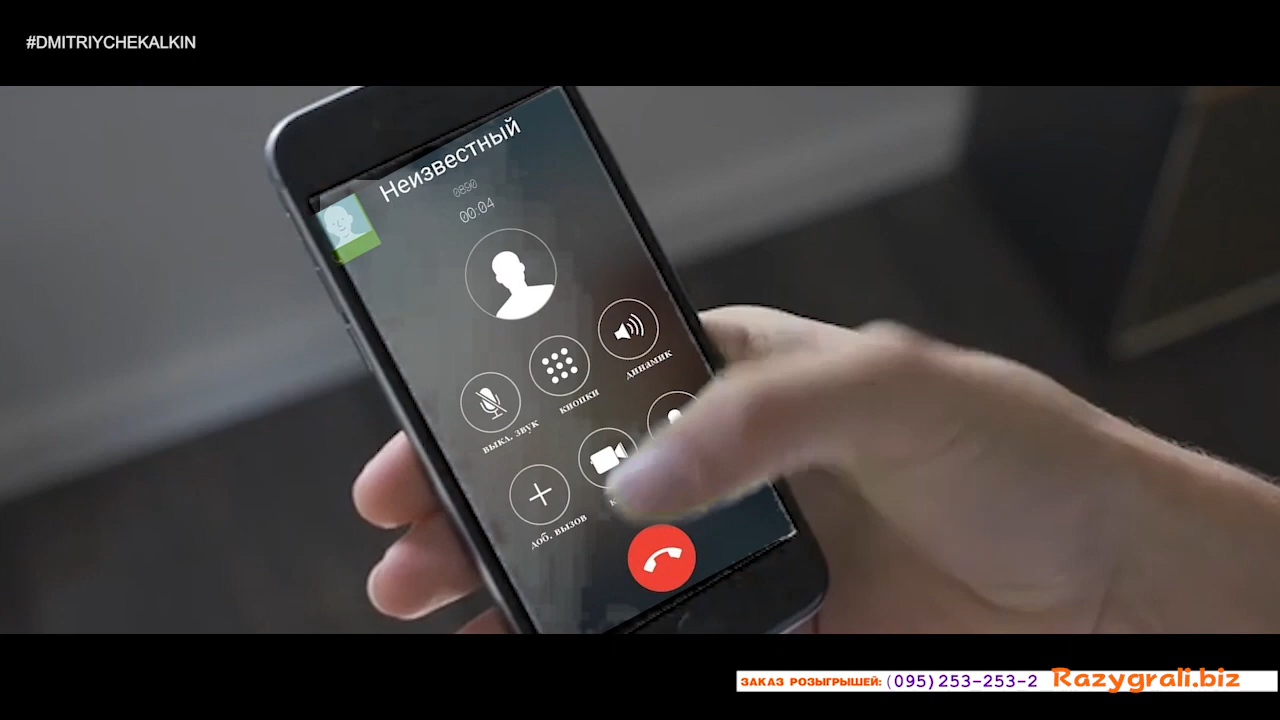 #DMITRIYCHEKALKIN
Неизвестный
00:04
динамик
кнопки
выкл. звук
доб. вызов
ЗАКАЗ РОЗЫГРЫШЕЙ: (095)253-253-2 Razygrali.biz